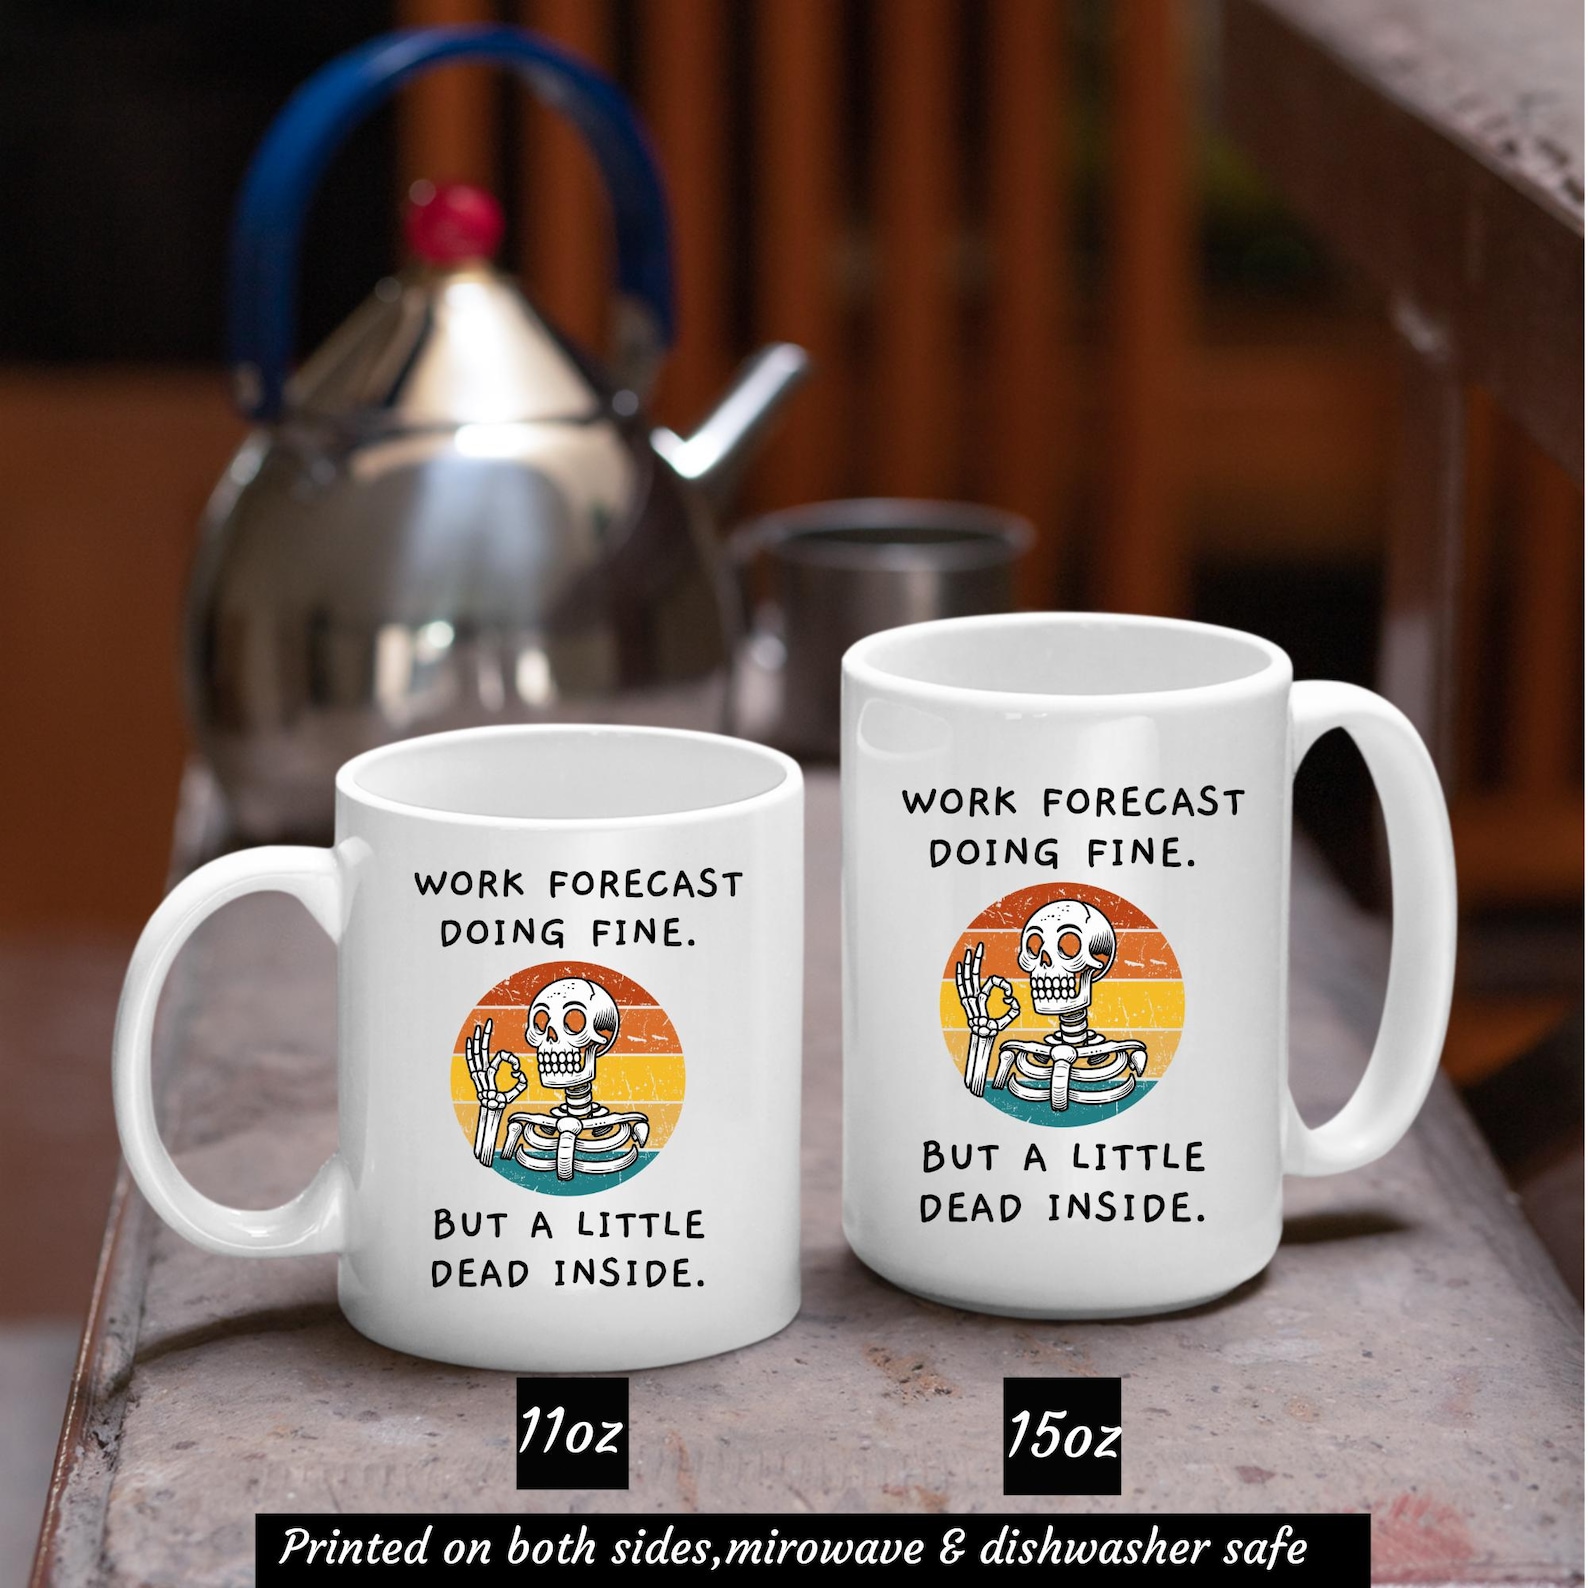 WORK FORECAST
DOING FINE.
BUT A LITTLE
DEAD INSIDE.
WORK FORECAST
DOING FINE.
BUT A LITTLE
DEAD INSIDE.
11oz
15oz
Printed on both sides,mirowave & dishwasher safe